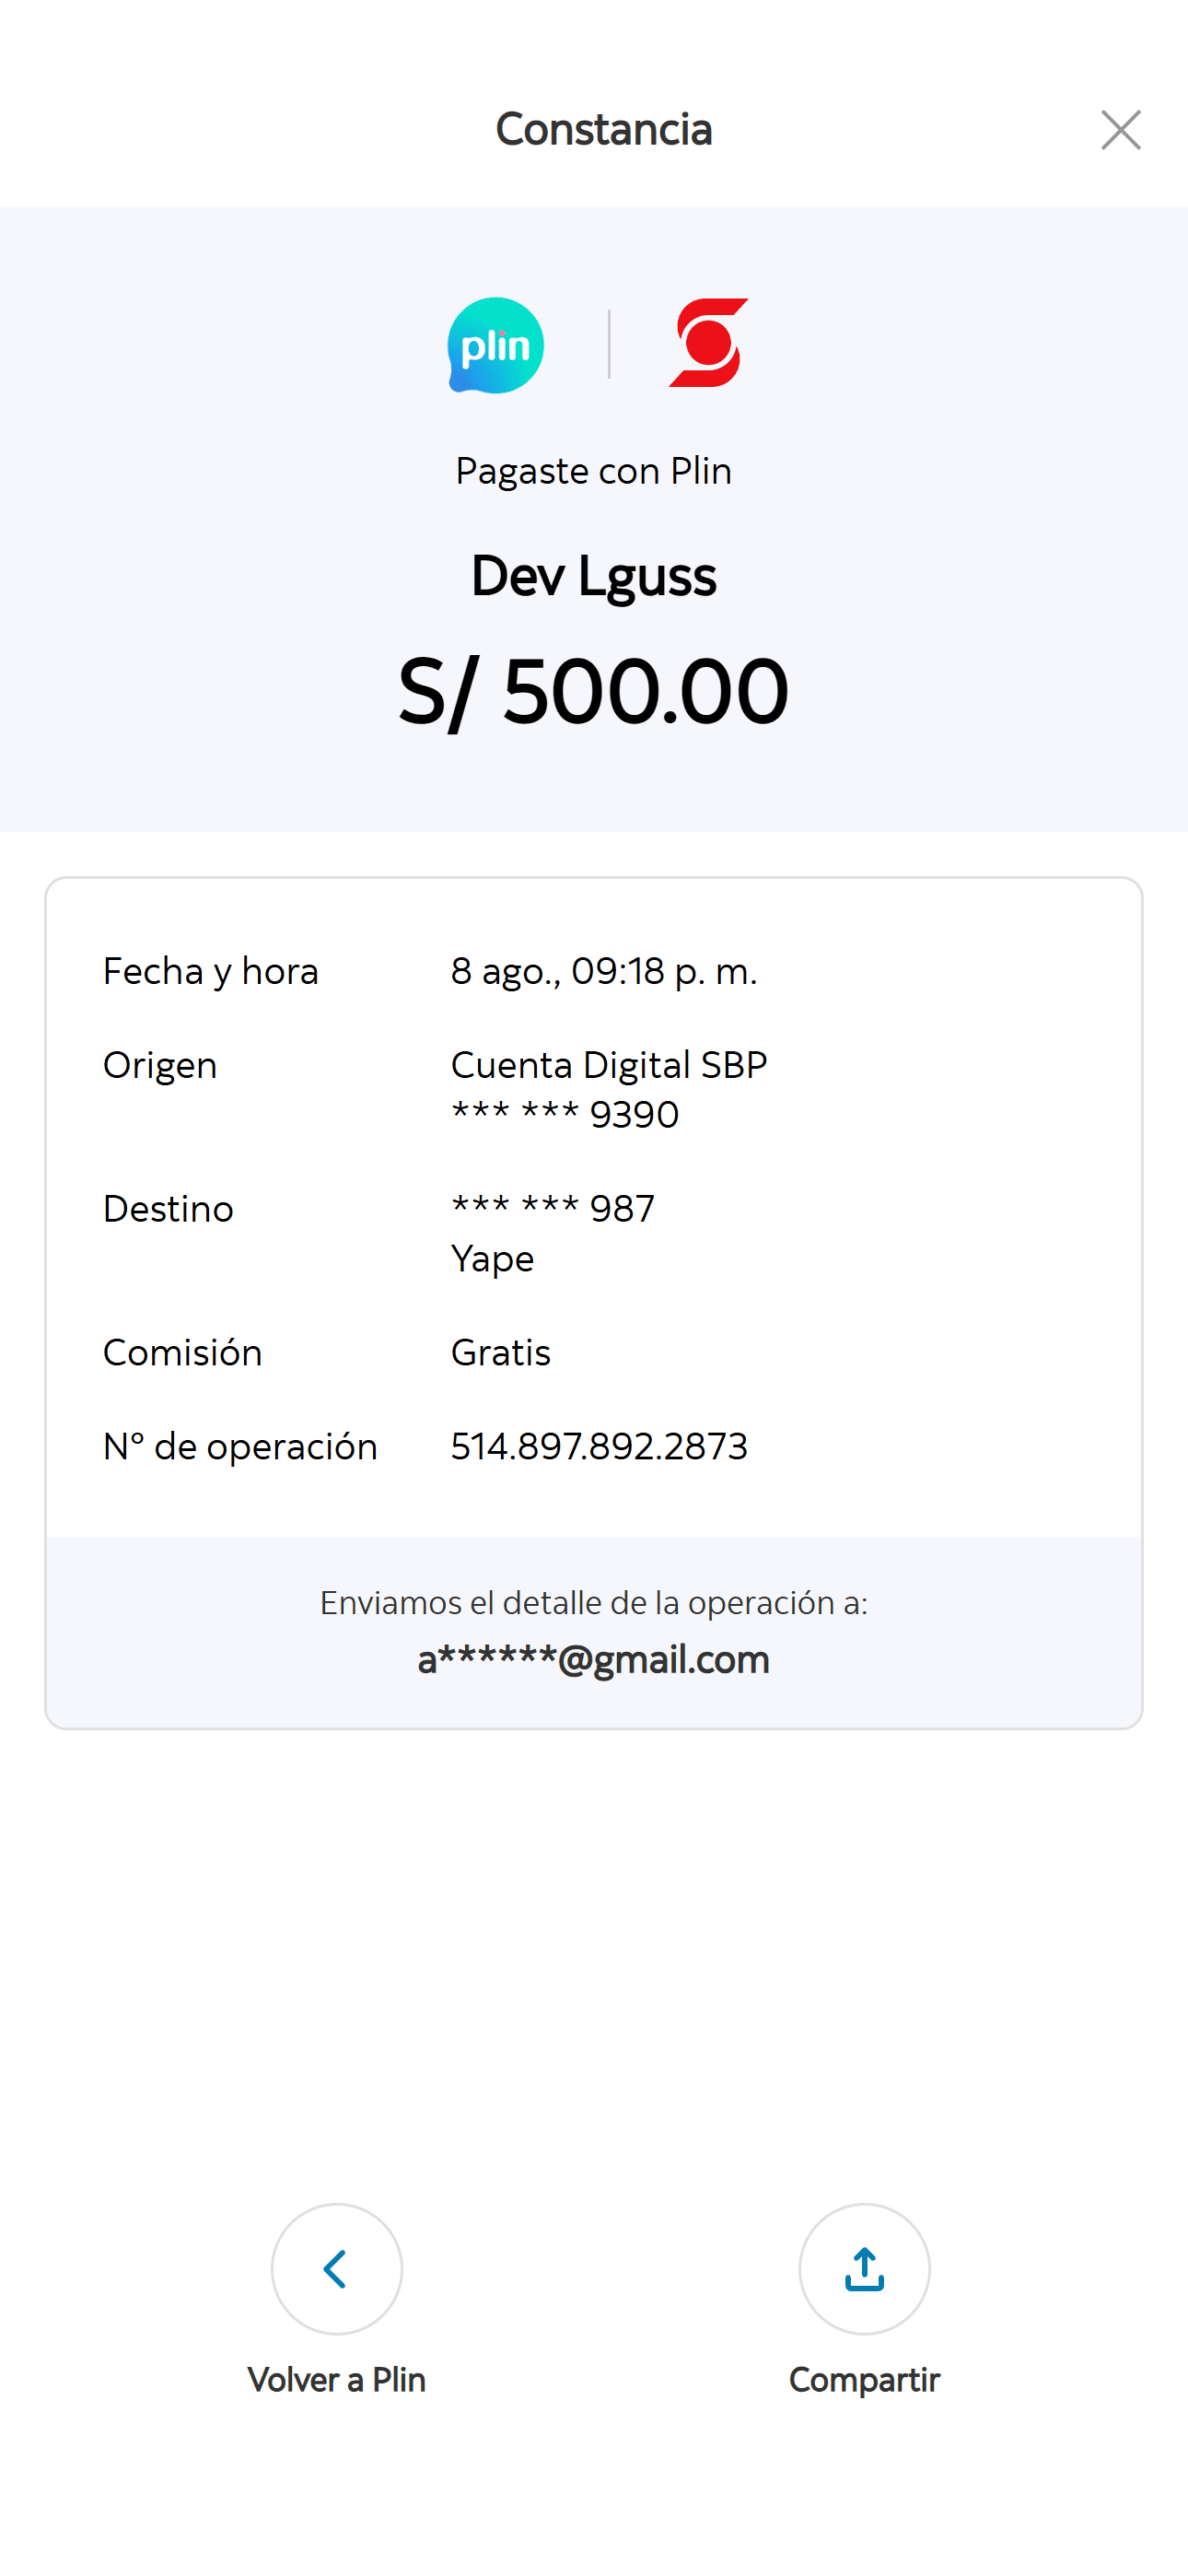 Constancia
plin
Pagaste con Plin
Dev Lguss
S/ 500.00
Fecha y hora 8 ago., 09:18 p. m.
Origen Cuenta Digital SBP
*** *** 9390
Destino *** *** 987
Yape
Comisión Gratis
N° de operación 514.897.892.2873
Enviamos el detalle de la operación a:
a******@gmail.com
Volver a Plin Compartir